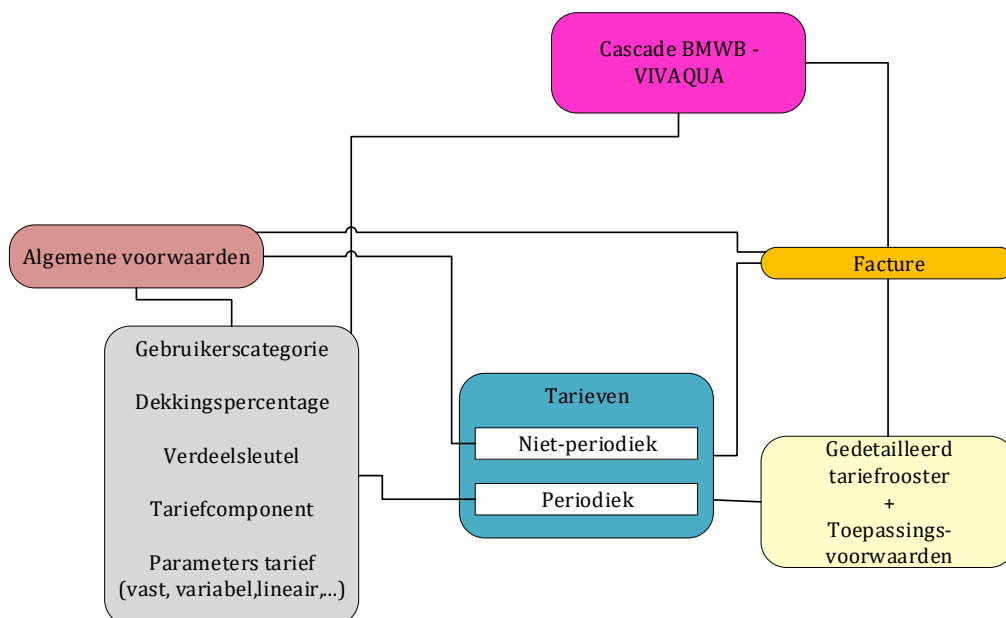 Cascade BMWB -
VIVAQUA
Algemene voorwaarden
Facture
Gebruikerscategorie
Dekkingspercentage
Verdeelsleutel
Tariefcomponent
Parameters tarief
(vast, variabel,lineair,...)
Tarieven
Niet-periodiek
Periodiek
Gedetailleerd
tariefrooster
+
Toepassings-
voorwaarden